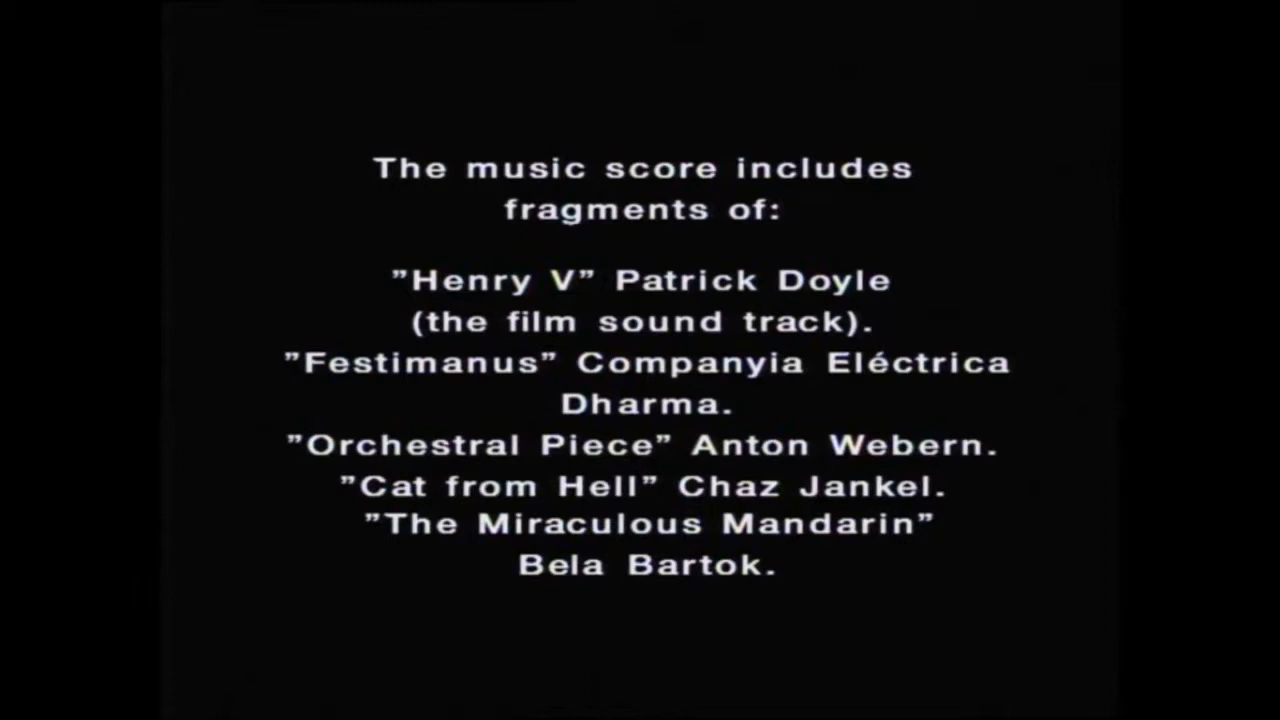 The music score includes
fragments of:
”Henry V” Patrick Doyle
(the film sound track).
”Festimanus” Companyia Eléctrica
Dharma.
”Orchestral Piece” Anton Webern.
”Cat from Hell” Chaz Jankel.
”The Miraculous Mandarin”
Bela Bartok.